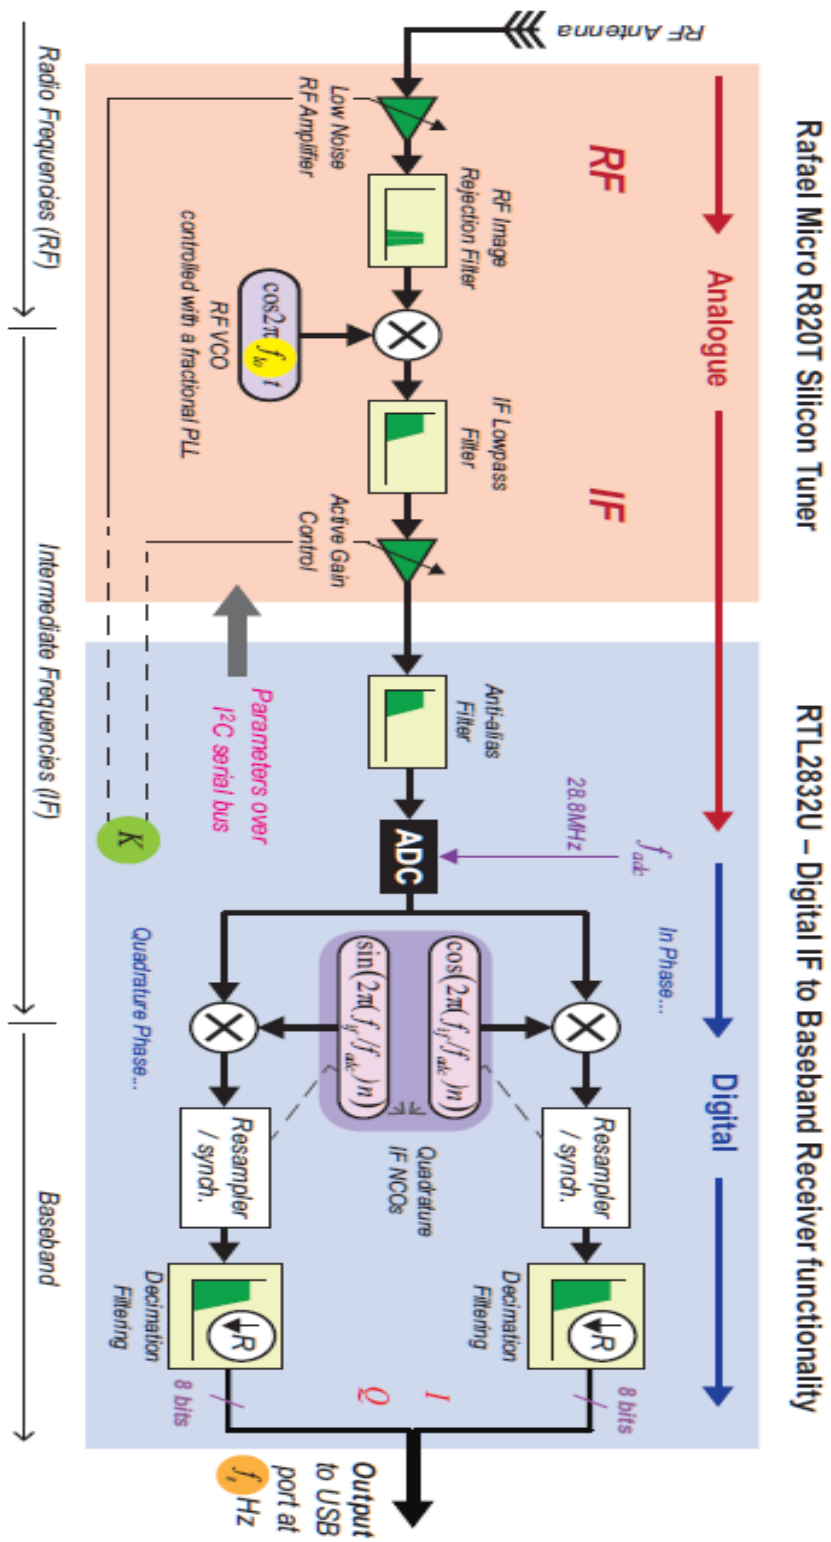 Rafael Micro R820T Silicon Tuner
RTL2832U – Digital IF to Baseband Receiver functionality
Analogue
Digital
RF
IF
RF Antenna
Low Noise
RF Amplifier
RF Image
Rejection Filter
cos2π f_lo t
RF VCO
controlled with a fractional PLL
IF Lowpass
Filter
Active Gain
Control
Parameters over
I²C serial bus
K
Anti-alias
Filter
f_adc
28.8MHz
ADC
In Phase...
cos(2π(f_if/f_adc)n)
sin(2π(f_if/f_adc)n)
Quadrature Phase...
Quadrature
IF NCOs
Resampler
/ synch.
Resampler
/ synch.
R
Decimation
Filtering
R
Decimation
Filtering
8 bits
I
Q
8 bits
Output
to USB
port at
f_s Hz
Radio Frequencies (RF)
Intermediate Frequencies (IF)
Baseband